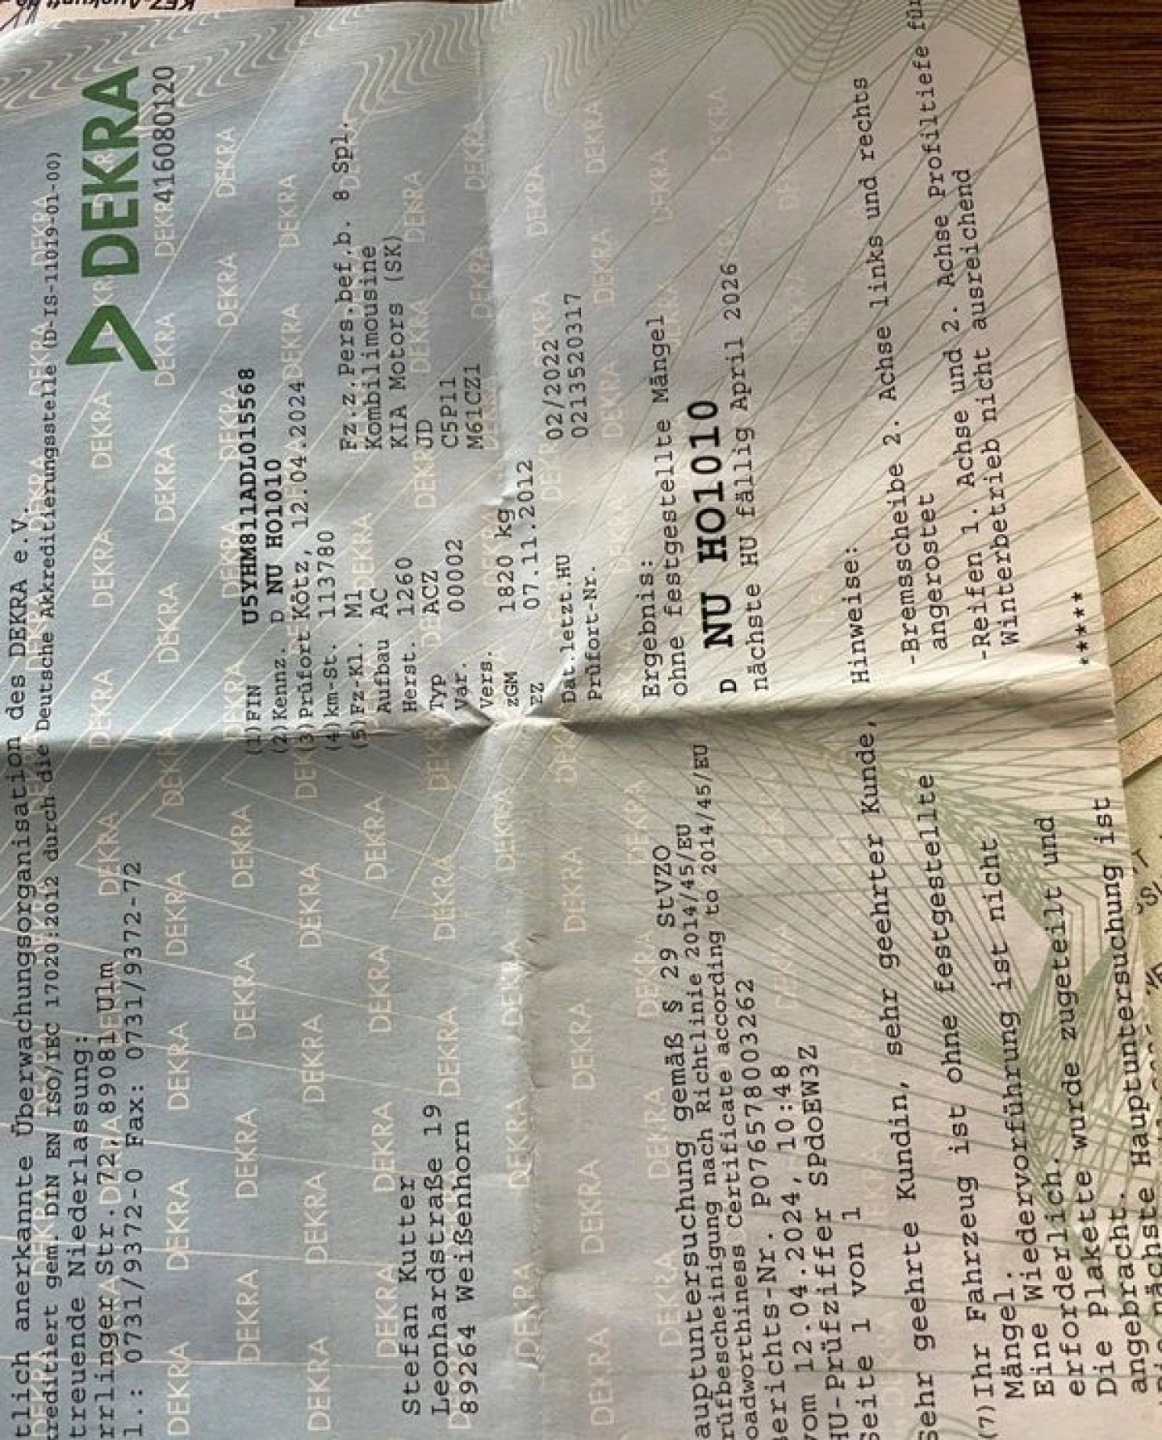 KFZ-Auskunft
tlich anerkannte Überwachungsorganisation des DEKRA e.V.
kreditiert gem. DIN EN ISO/IEC 17020:2012 durch die Deutsche Akkreditierungsstelle (D-IS-11019-01-00)
treuende Niederlassung:
rrlinger Str. 72, 89081 Ulm
l.: 0731/9372-0 Fax: 0731/9372-72
DEKRA
416080120
Stefan Kutter
Leonhardstraße 19
89264 Weißenhorn
(1)FIN U5YHM811ADL015568
(2)Kennz. D NU HO1010
(3)Prüfort Kötz, 12.04.2024
(4)km-St. 113780
(5)Fz-Kl. M1 Fz.z.Pers.bef.b. 8 Spl.
Aufbau AC Kombilimousine
Herst. 1260 KIA Motors (SK)
Typ ACZ JD
Var. 00002 C5P11
Vers. M61CZ1
zGM 1820 kg
EZ 07.11.2012
Dat.letzt.HU 02/2022
Prüfort-Nr. 0213520317
auptuntersuchung gemäß § 29 StVZO
rüfbescheinigung nach Richtlinie 2014/45/EU
oadworthiness Certificate according to 2014/45/EU
erichts-Nr. P07657800 3262
vom 12.04.2024, 10:48
HU-Prüfziffer SPdoEW3Z
Seite 1 von 1
Ergebnis:
ohne festgestellte Mängel
D NU HO1010
nächste HU fällig April 2026
Sehr geehrte Kundin, sehr geehrter Kunde,
(7)Ihr Fahrzeug ist ohne festgestellte
Mängel.
Eine Wiedervorführung ist nicht
erforderlich.
Die Plakette wurde zugeteilt und
angebracht.
nächste Hauptuntersuchung ist
Hinweise:
-Bremsscheibe 2. Achse links und rechts
angerostet
-Reifen 1. Achse und 2. Achse Profiltiefe für
Winterbetrieb nicht ausreichend
*****